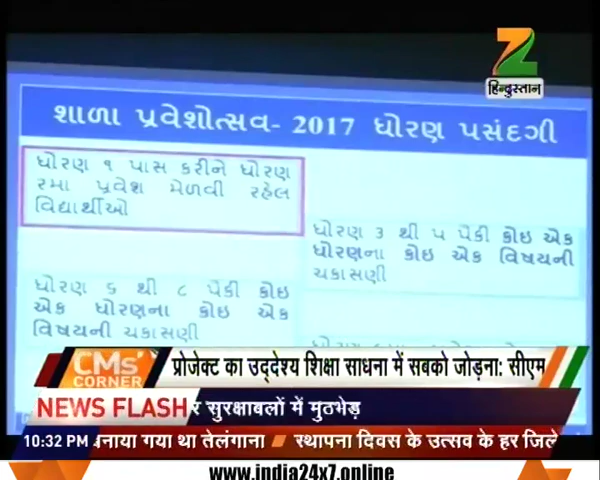 हिन्दुस्तान
શાળા પ્રવેશોત્સવ- 2017 ધોરણ પસંદગી
ધોરણ ૧ પાસ કરીને ધોરણ
૨મા પ્રવેશ મેળવી રહેલ
વિદ્યાર્થીઓ
ધોરણ ૩ થી ૫ પૈકી કોઇ એક
ધોરણના કોઇ એક વિષયની
ચકાસણી
ધોરણ ૬ થી ૮ પૈકી કોઇ
એક ધોરણના કોઇ એક
વિષયની ચકાસણી
CMs'
CORNER
प्रोजेक्ट का उद्देश्य शिक्षा साधना में सबको जोड़ना: सीएम
NEWS FLASH
र सुरक्षाबलों में मुठभेड़
10:32 PM
नाया गया था तेलंगाना
स्थापना दिवस के उत्सव के हर जिले
www.india24x7.online